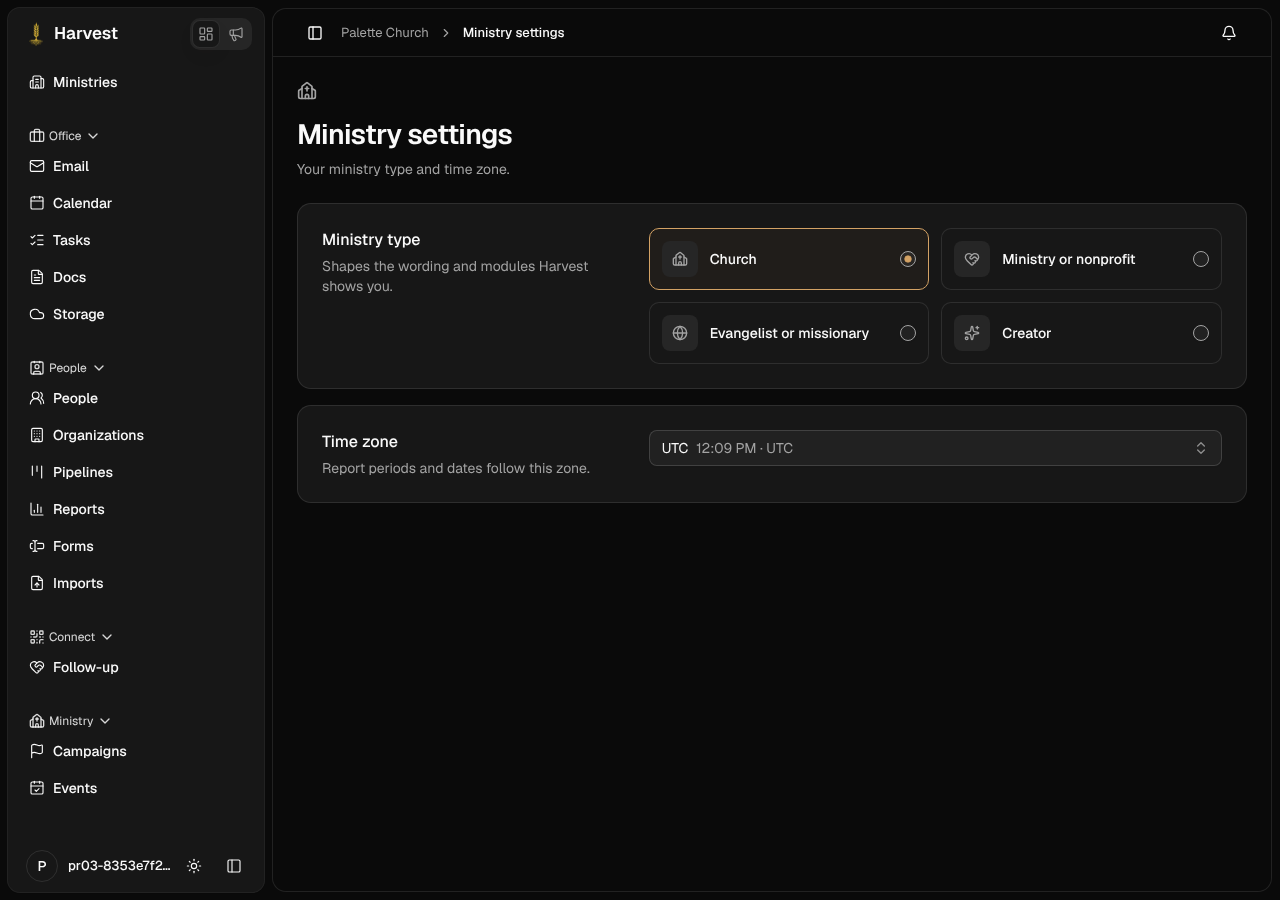 Harvest
Ministries
Office
Email
Calendar
Tasks
Docs
Storage
People
People
Organizations
Pipelines
Reports
Forms
Imports
Connect
Follow-up
Ministry
Campaigns
Events
P pr03-8353e7f2...
Palette Church > Ministry settings
Ministry settings
Your ministry type and time zone.
Ministry type
Shapes the wording and modules Harvest
shows you.
Church
Ministry or nonprofit
Evangelist or missionary
Creator
Time zone
Report periods and dates follow this zone.
UTC 12:09 PM · UTC